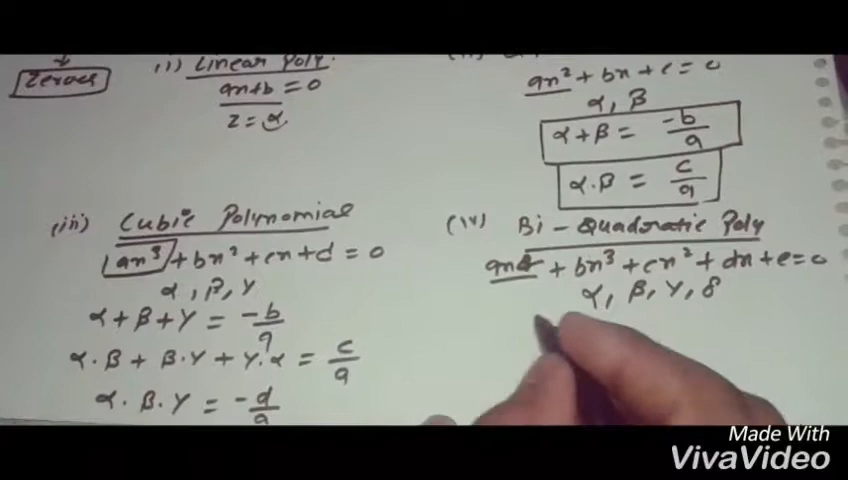 Zeroes
(i) Linear Poly.
ax+b = 0
z = α
ax² + bx + c = 0
α, β
α+β = -b/a
α.β = c/a
(iii) Cubic Polynomial
ax³ + bx² + cx + d = 0
α, β, γ
α + β + γ = -b/a
α.β + β.γ + γ.α = c/a
α.β.γ = -d/a
(iv) Bi - Quadratic Poly
ax4 + bx³ + cx² + dx + e = 0
α, β, γ, δ
Made With
VivaVideo